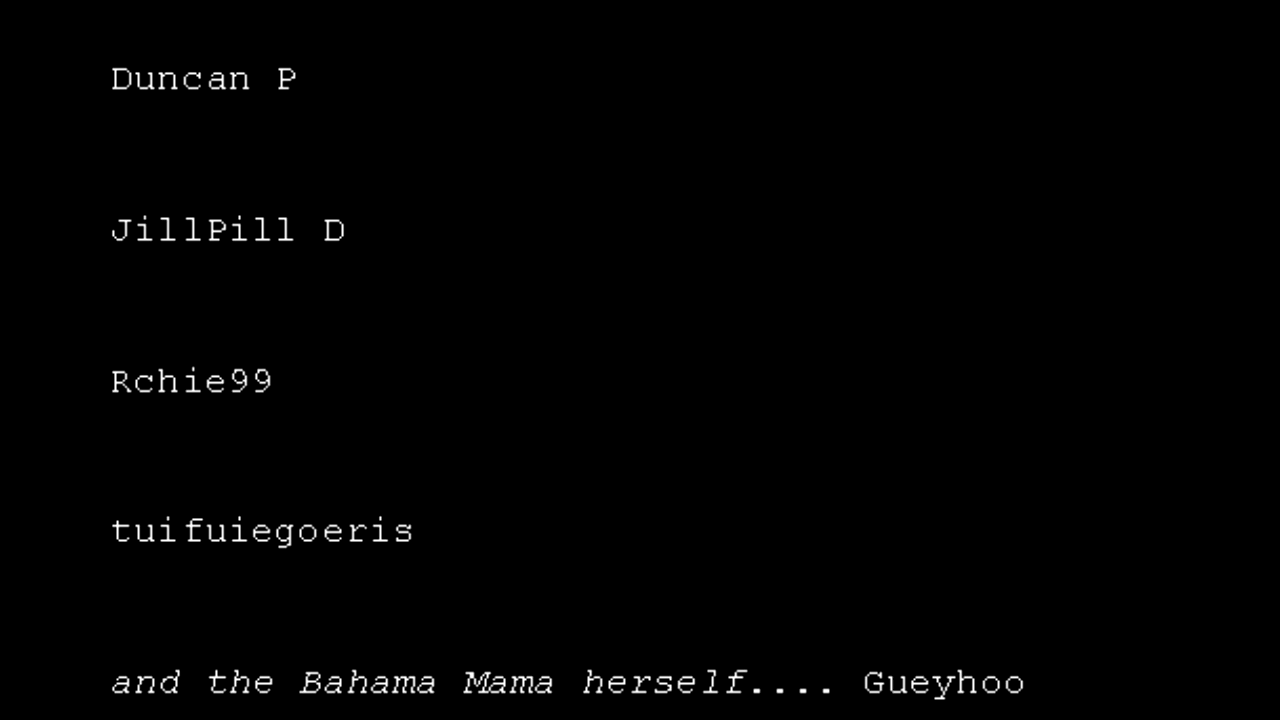 Duncan P
JillPill D
Rchie99
tuifuiegoeris
and the Bahama Mama herself.... Gueyhoo